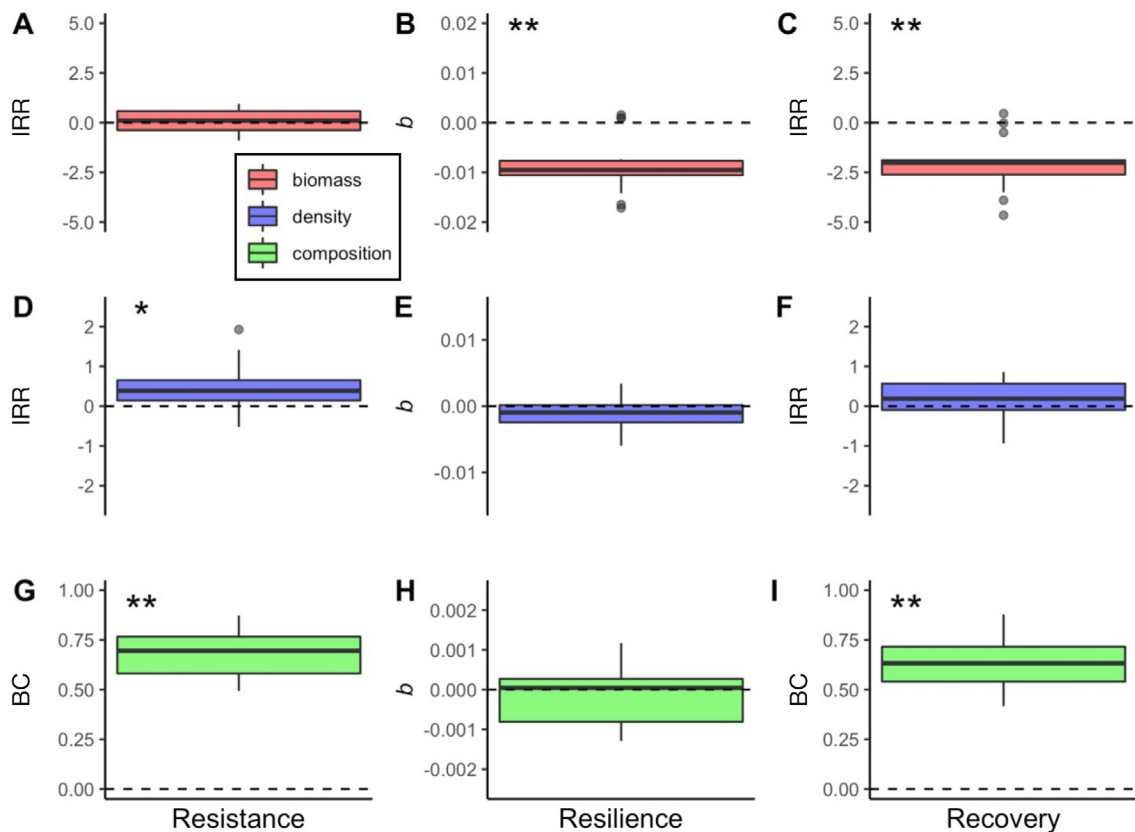 A
B
C
5.0
2.5
0.0
-2.5
-5.0
IRR
0.02
0.01
0.00
-0.01
-0.02
b
**
5.0
2.5
0.0
-2.5
-5.0
IRR
**
biomass
density
composition
D
E
F
2
1
0
-1
-2
IRR
*
0.01
0.00
-0.01
b
2
1
0
-1
-2
IRR
G
H
I
1.00
0.75
0.50
0.25
0.00
BC
**
0.002
0.001
0.000
-0.001
-0.002
b
1.00
0.75
0.50
0.25
0.00
BC
**
Resistance
Resilience
Recovery